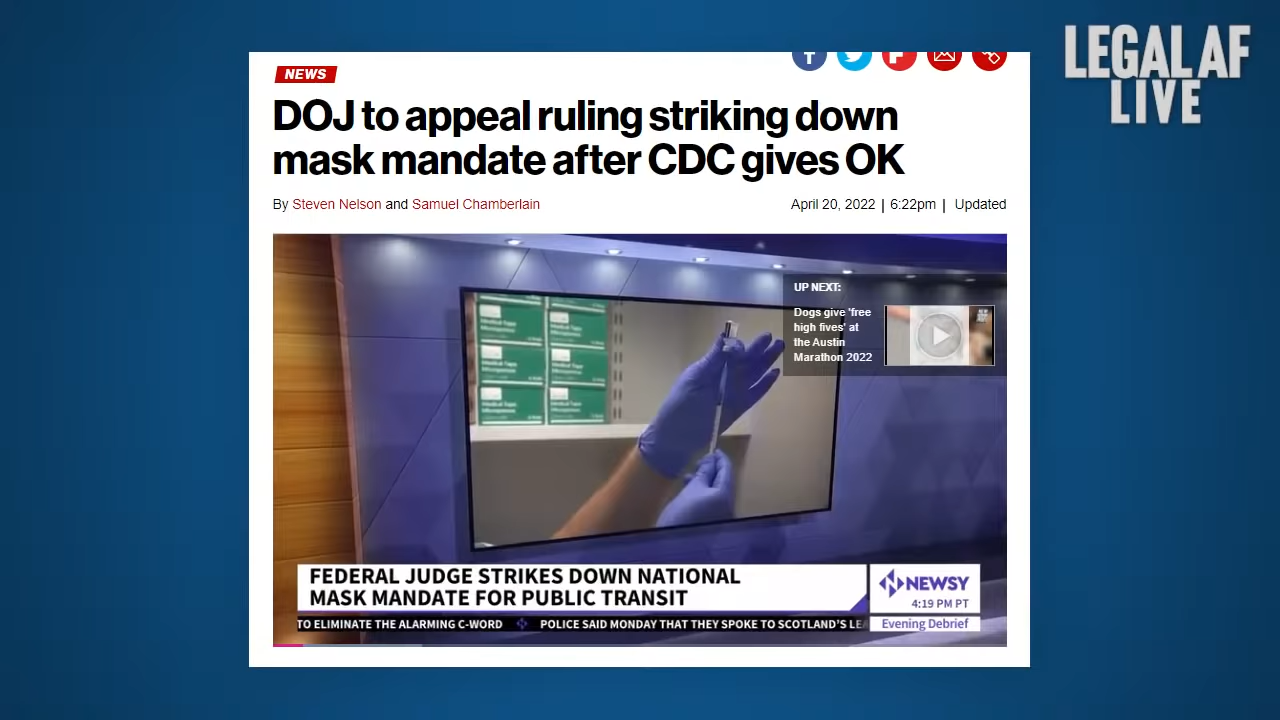 LEGAL AF
LIVE
NEWS
DOJ to appeal ruling striking down
mask mandate after CDC gives OK
By Steven Nelson and Samuel Chamberlain
April 20, 2022 | 6:22pm | Updated
UP NEXT:
Dogs give 'free
high fives' at
the Austin
Marathon 2022
FEDERAL JUDGE STRIKES DOWN NATIONAL
MASK MANDATE FOR PUBLIC TRANSIT
NEWSY
4:19 PM PT
TO ELIMINATE THE ALARMING C-WORD
POLICE SAID MONDAY THAT THEY SPOKE TO SCOTLAND'S
Evening Debrief